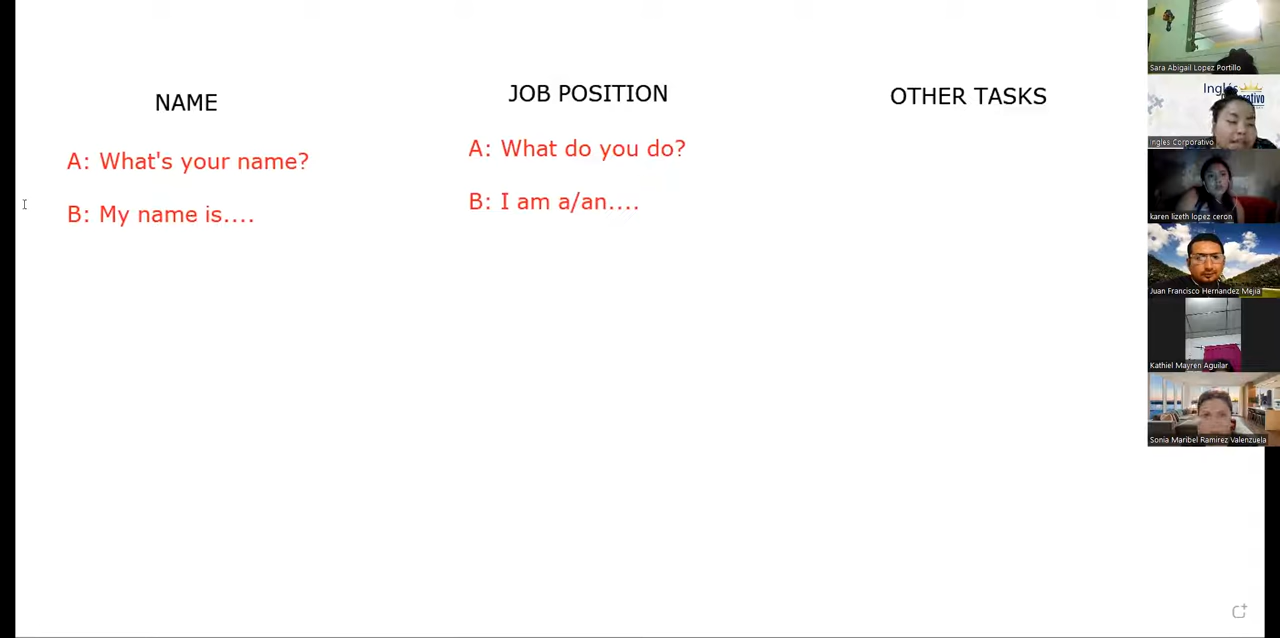 NAME
A: What's your name?
B: My name is....
JOB POSITION
A: What do you do?
B: I am a/an....
OTHER TASKS
Sara Abigail Lopez Portillo
Inglés
Corporativo
Ingles Corporativo
karen lizeth lopez ceron
Juan Francisco Hernandez Mejia
Kathiel Mayren Aguilar
Sonia Maribel Ramirez Valenzuela